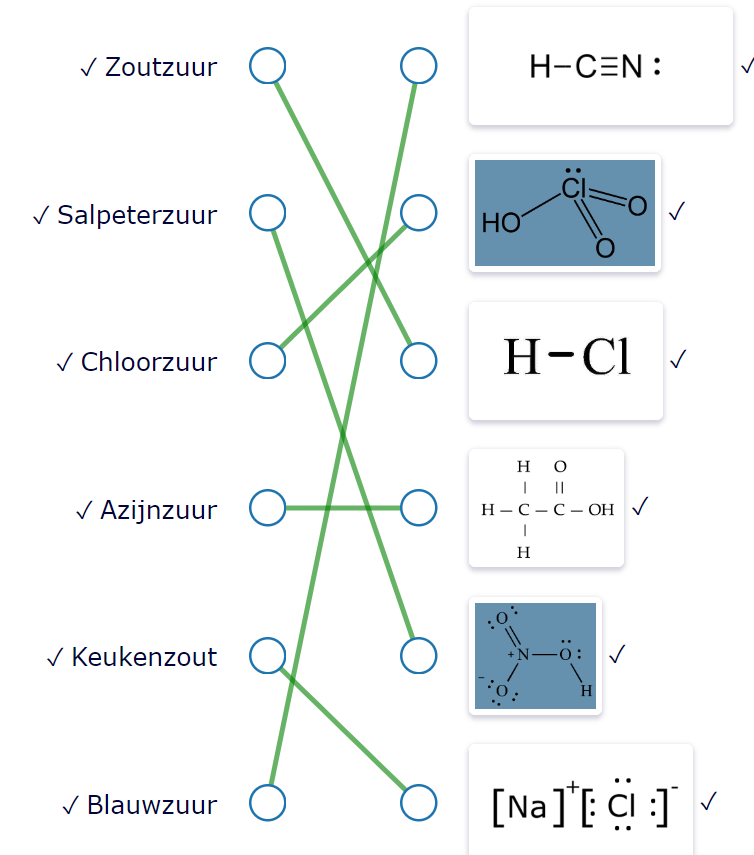 ✓ Zoutzuur
H–C≡N:
✓
✓ Salpeterzuur
HO
Cl
O
O
✓
✓ Chloorzuur
H–Cl
✓
✓ Azijnzuur
H O
H – C – C – OH
H
✓
✓ Keukenzout
O
+ N — O :
− O
H
✓
✓ Blauwzuur
[Na]+[:Cl:]-
✓